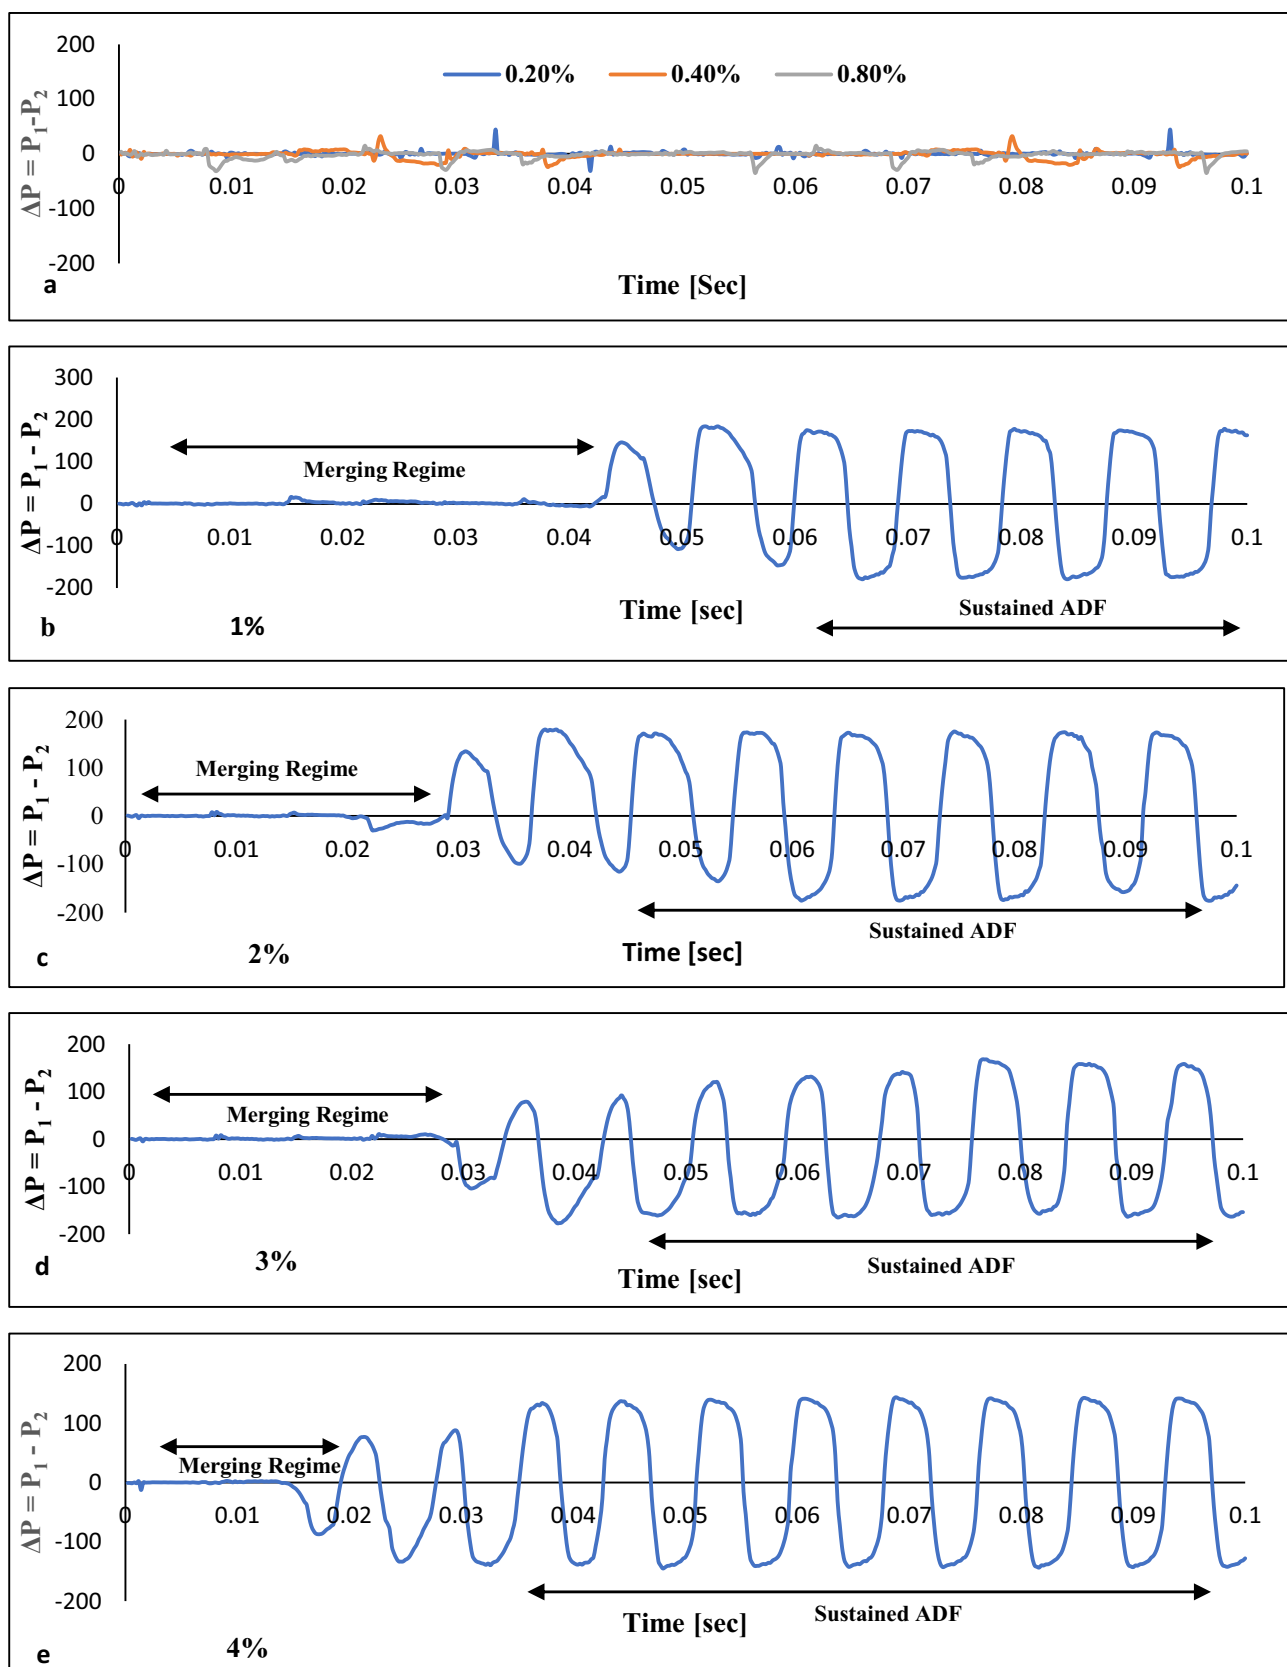 200
0.20% 0.40% 0.80%
100
0
-100
-200
ΔP = P₁-P₂
0 0.01 0.02 0.03 0.04 0.05 0.06 0.07 0.08 0.09 0.1
a
Time [Sec]
300
200
100
0
-100
-200
ΔP = P₁ - P₂
Merging Regime
0 0.01 0.02 0.03 0.04 0.05 0.06 0.07 0.08 0.09 0.1
Time [sec]
Sustained ADF
b
1%
200
100
0
-100
-200
ΔP = P₁ - P₂
Merging Regime
0 0.01 0.02 0.03 0.04 0.05 0.06 0.07 0.08 0.09 0.1
Sustained ADF
c
2%
Time [sec]
200
100
0
-100
-200
ΔP = P₁ - P₂
Merging Regime
0 0.01 0.02 0.03 0.04 0.05 0.06 0.07 0.08 0.09 0.1
d
3%
Time [sec]
Sustained ADF
200
100
0
-100
-200
ΔP = P₁ - P₂
Merging Regime
0 0.01 0.02 0.03 0.04 0.05 0.06 0.07 0.08 0.09 0.1
Time [sec]
Sustained ADF
e
4%